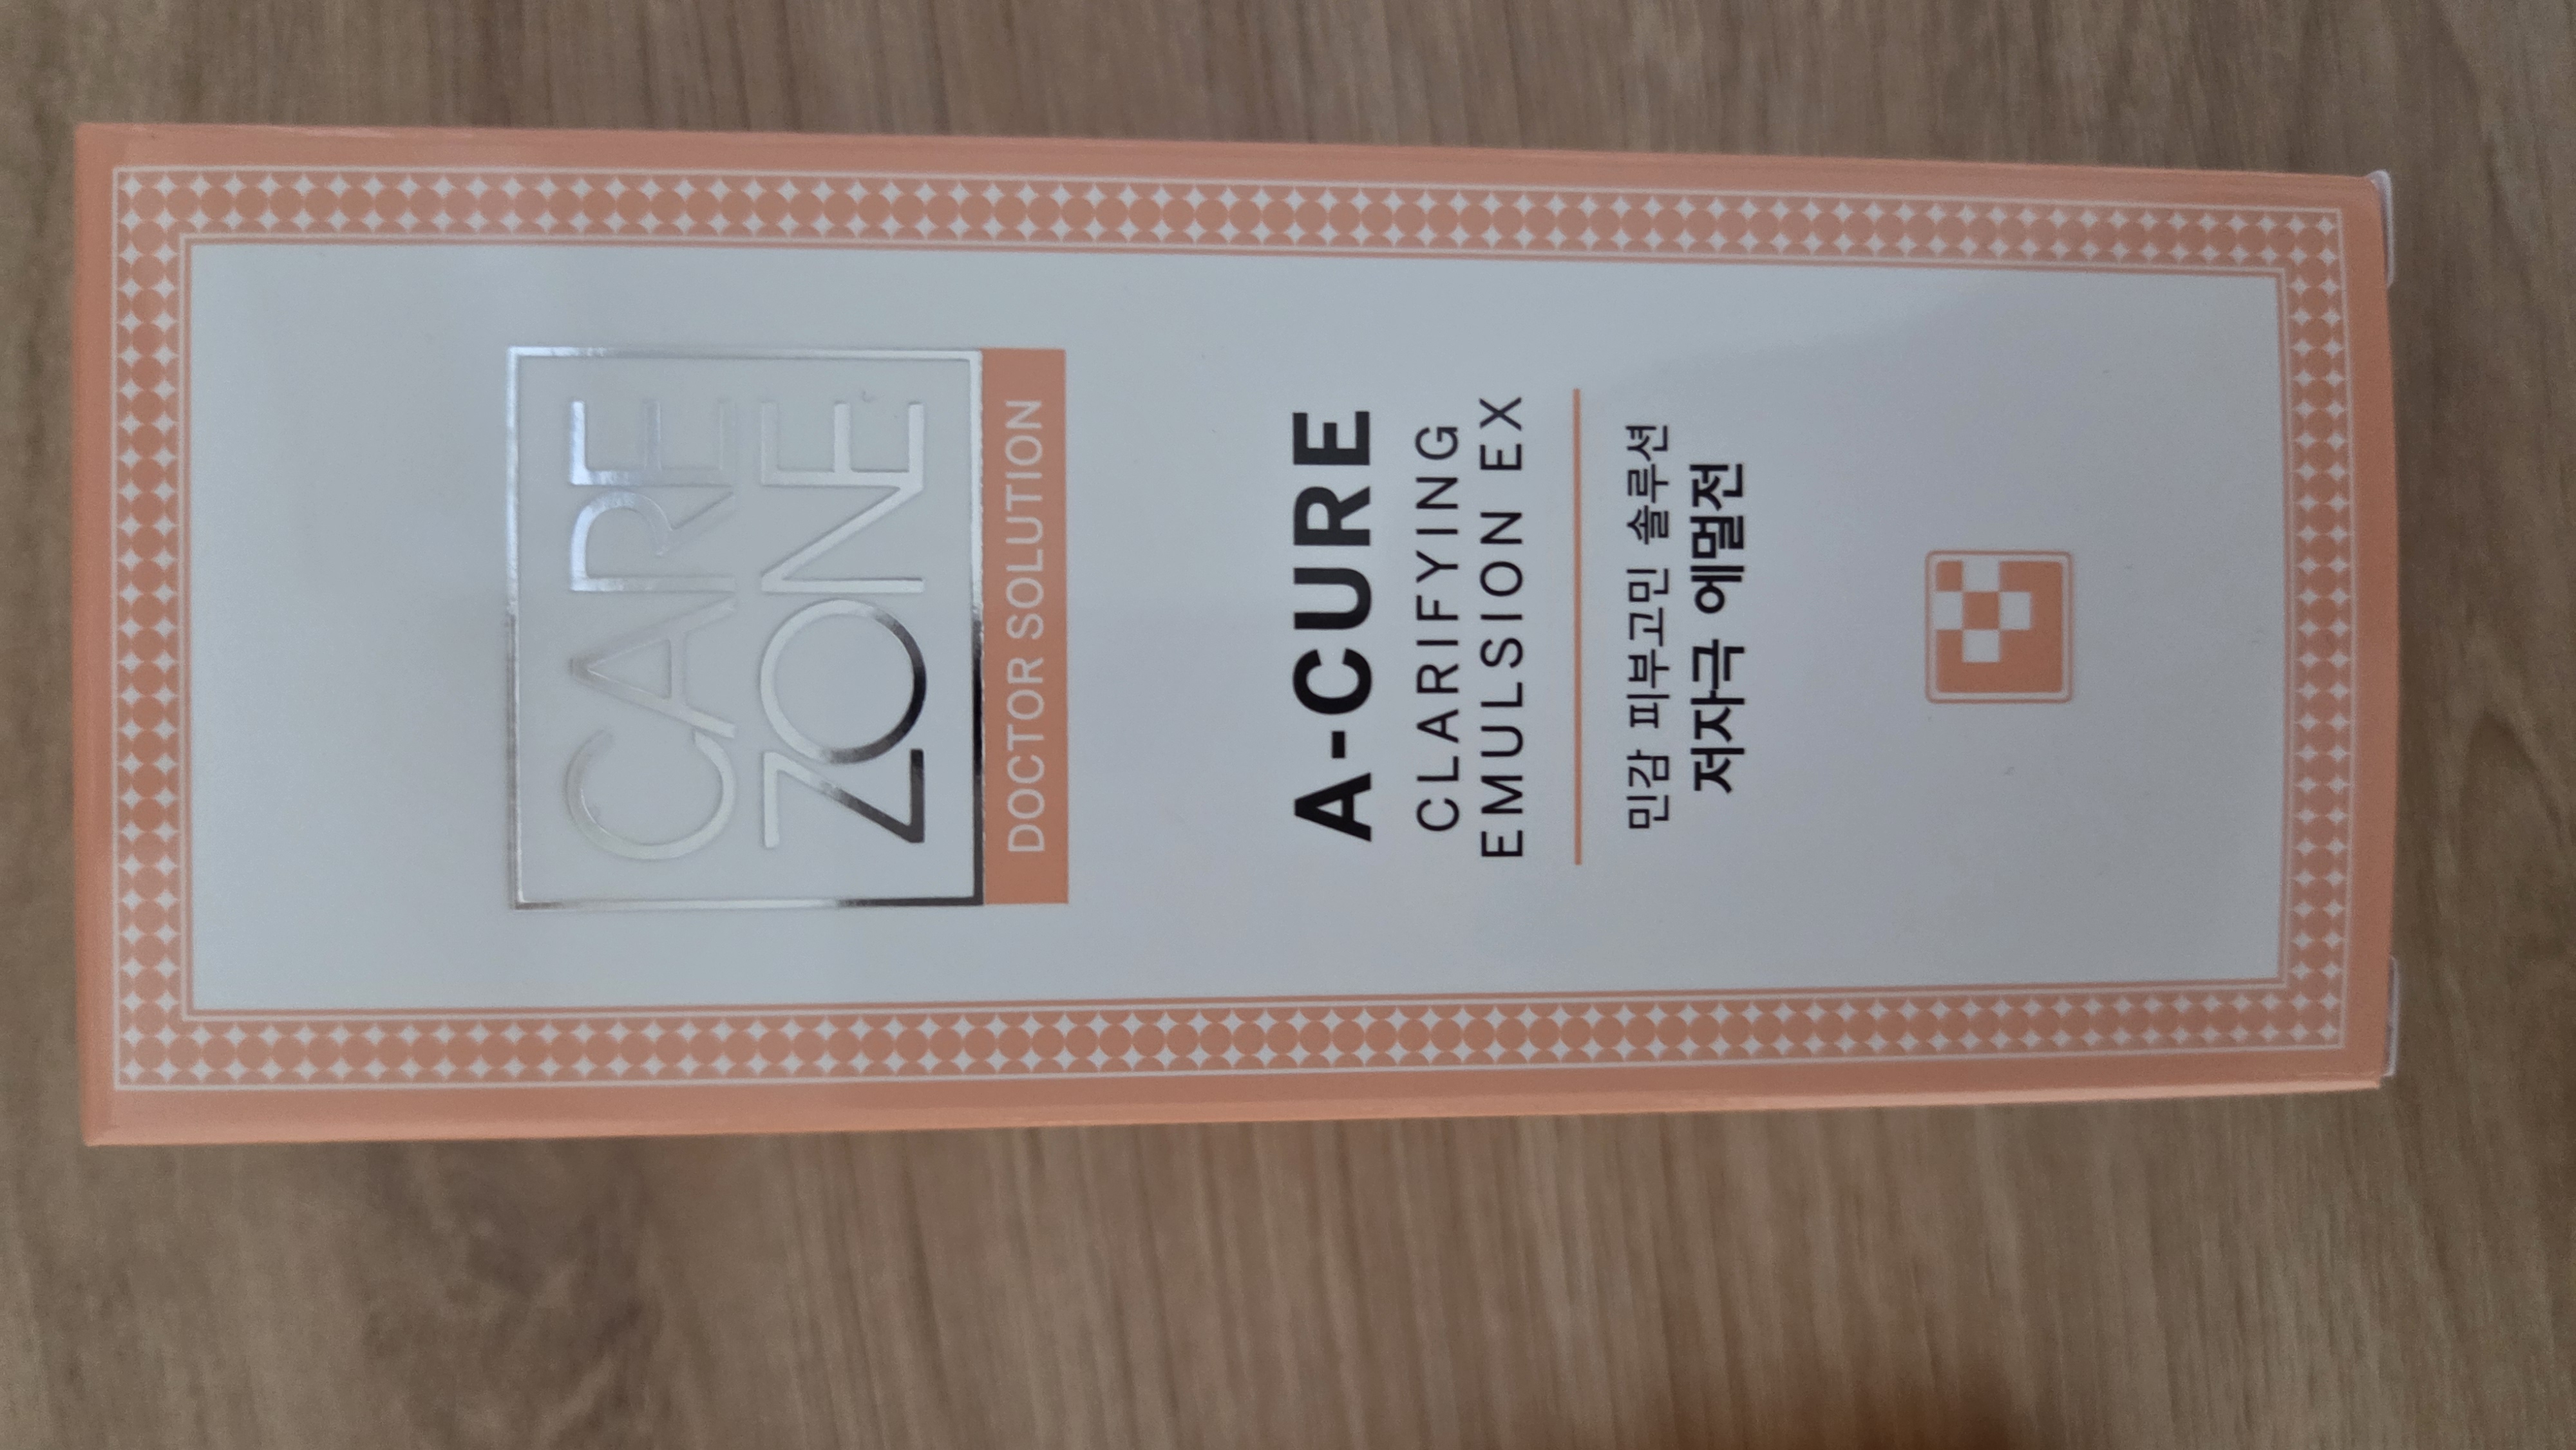 CARE
ZONE
DOCTOR SOLUTION
A-CURE
CLARIFYING
EMULSION EX
민감 피부고민 솔루션
저자극 에멀전